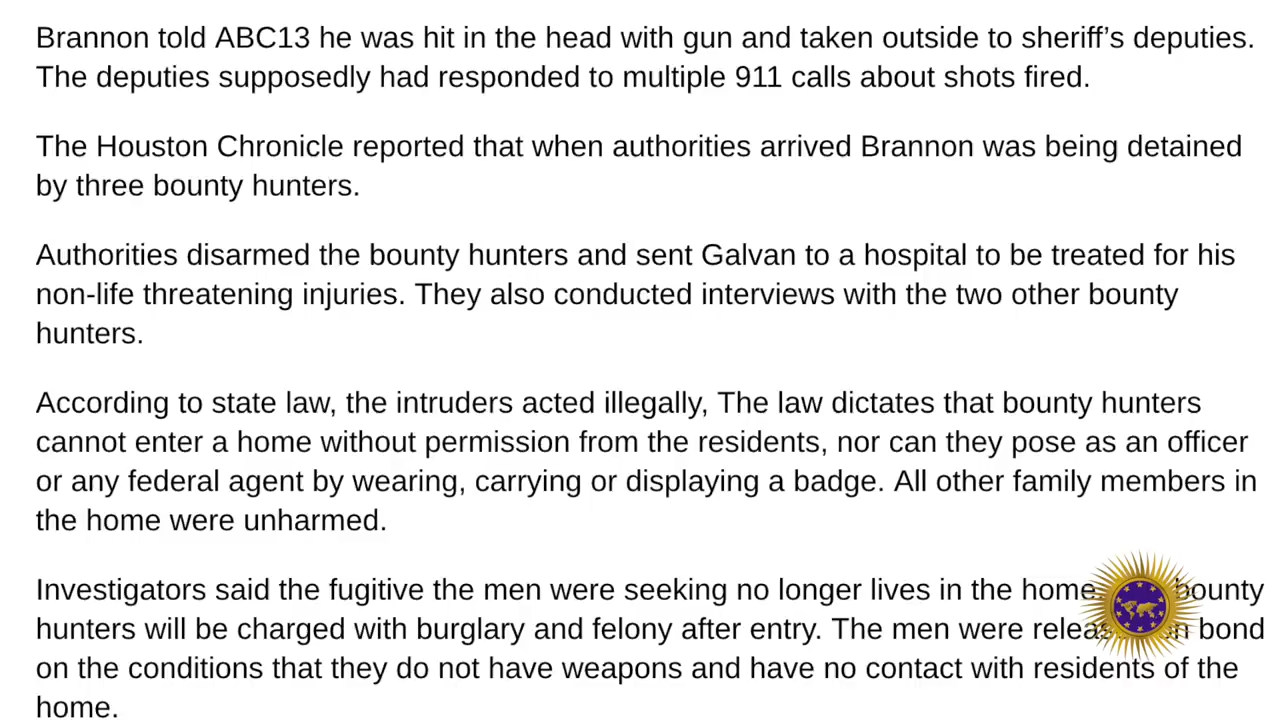 Brannon told ABC13 he was hit in the head with gun and taken outside to sheriff’s deputies.
The deputies supposedly had responded to multiple 911 calls about shots fired.
The Houston Chronicle reported that when authorities arrived Brannon was being detained
by three bounty hunters.
Authorities disarmed the bounty hunters and sent Galvan to a hospital to be treated for his
non-life threatening injuries. They also conducted interviews with the two other bounty
hunters.
According to state law, the intruders acted illegally, The law dictates that bounty hunters
cannot enter a home without permission from the residents, nor can they pose as an officer
or any federal agent by wearing, carrying or displaying a badge. All other family members in
the home were unharmed.
Investigators said the fugitive the men were seeking no longer lives in the home bounty
hunters will be charged with burglary and felony after entry. The men were bond
on the conditions that they do not have weapons and have no contact with residents of the
home.